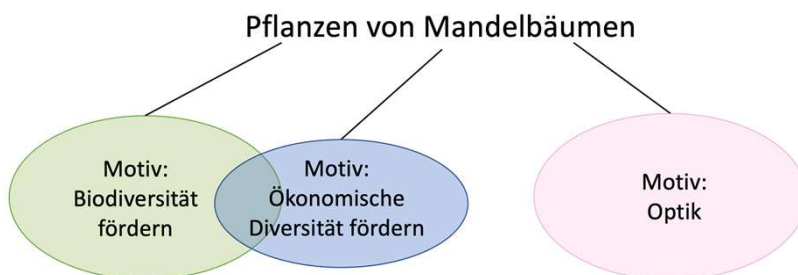 Pflanzen von Mandelbäumen
Motiv:
Biodiversität
fördern
Motiv:
Ökonomische
Diversität fördern
Motiv:
Optik